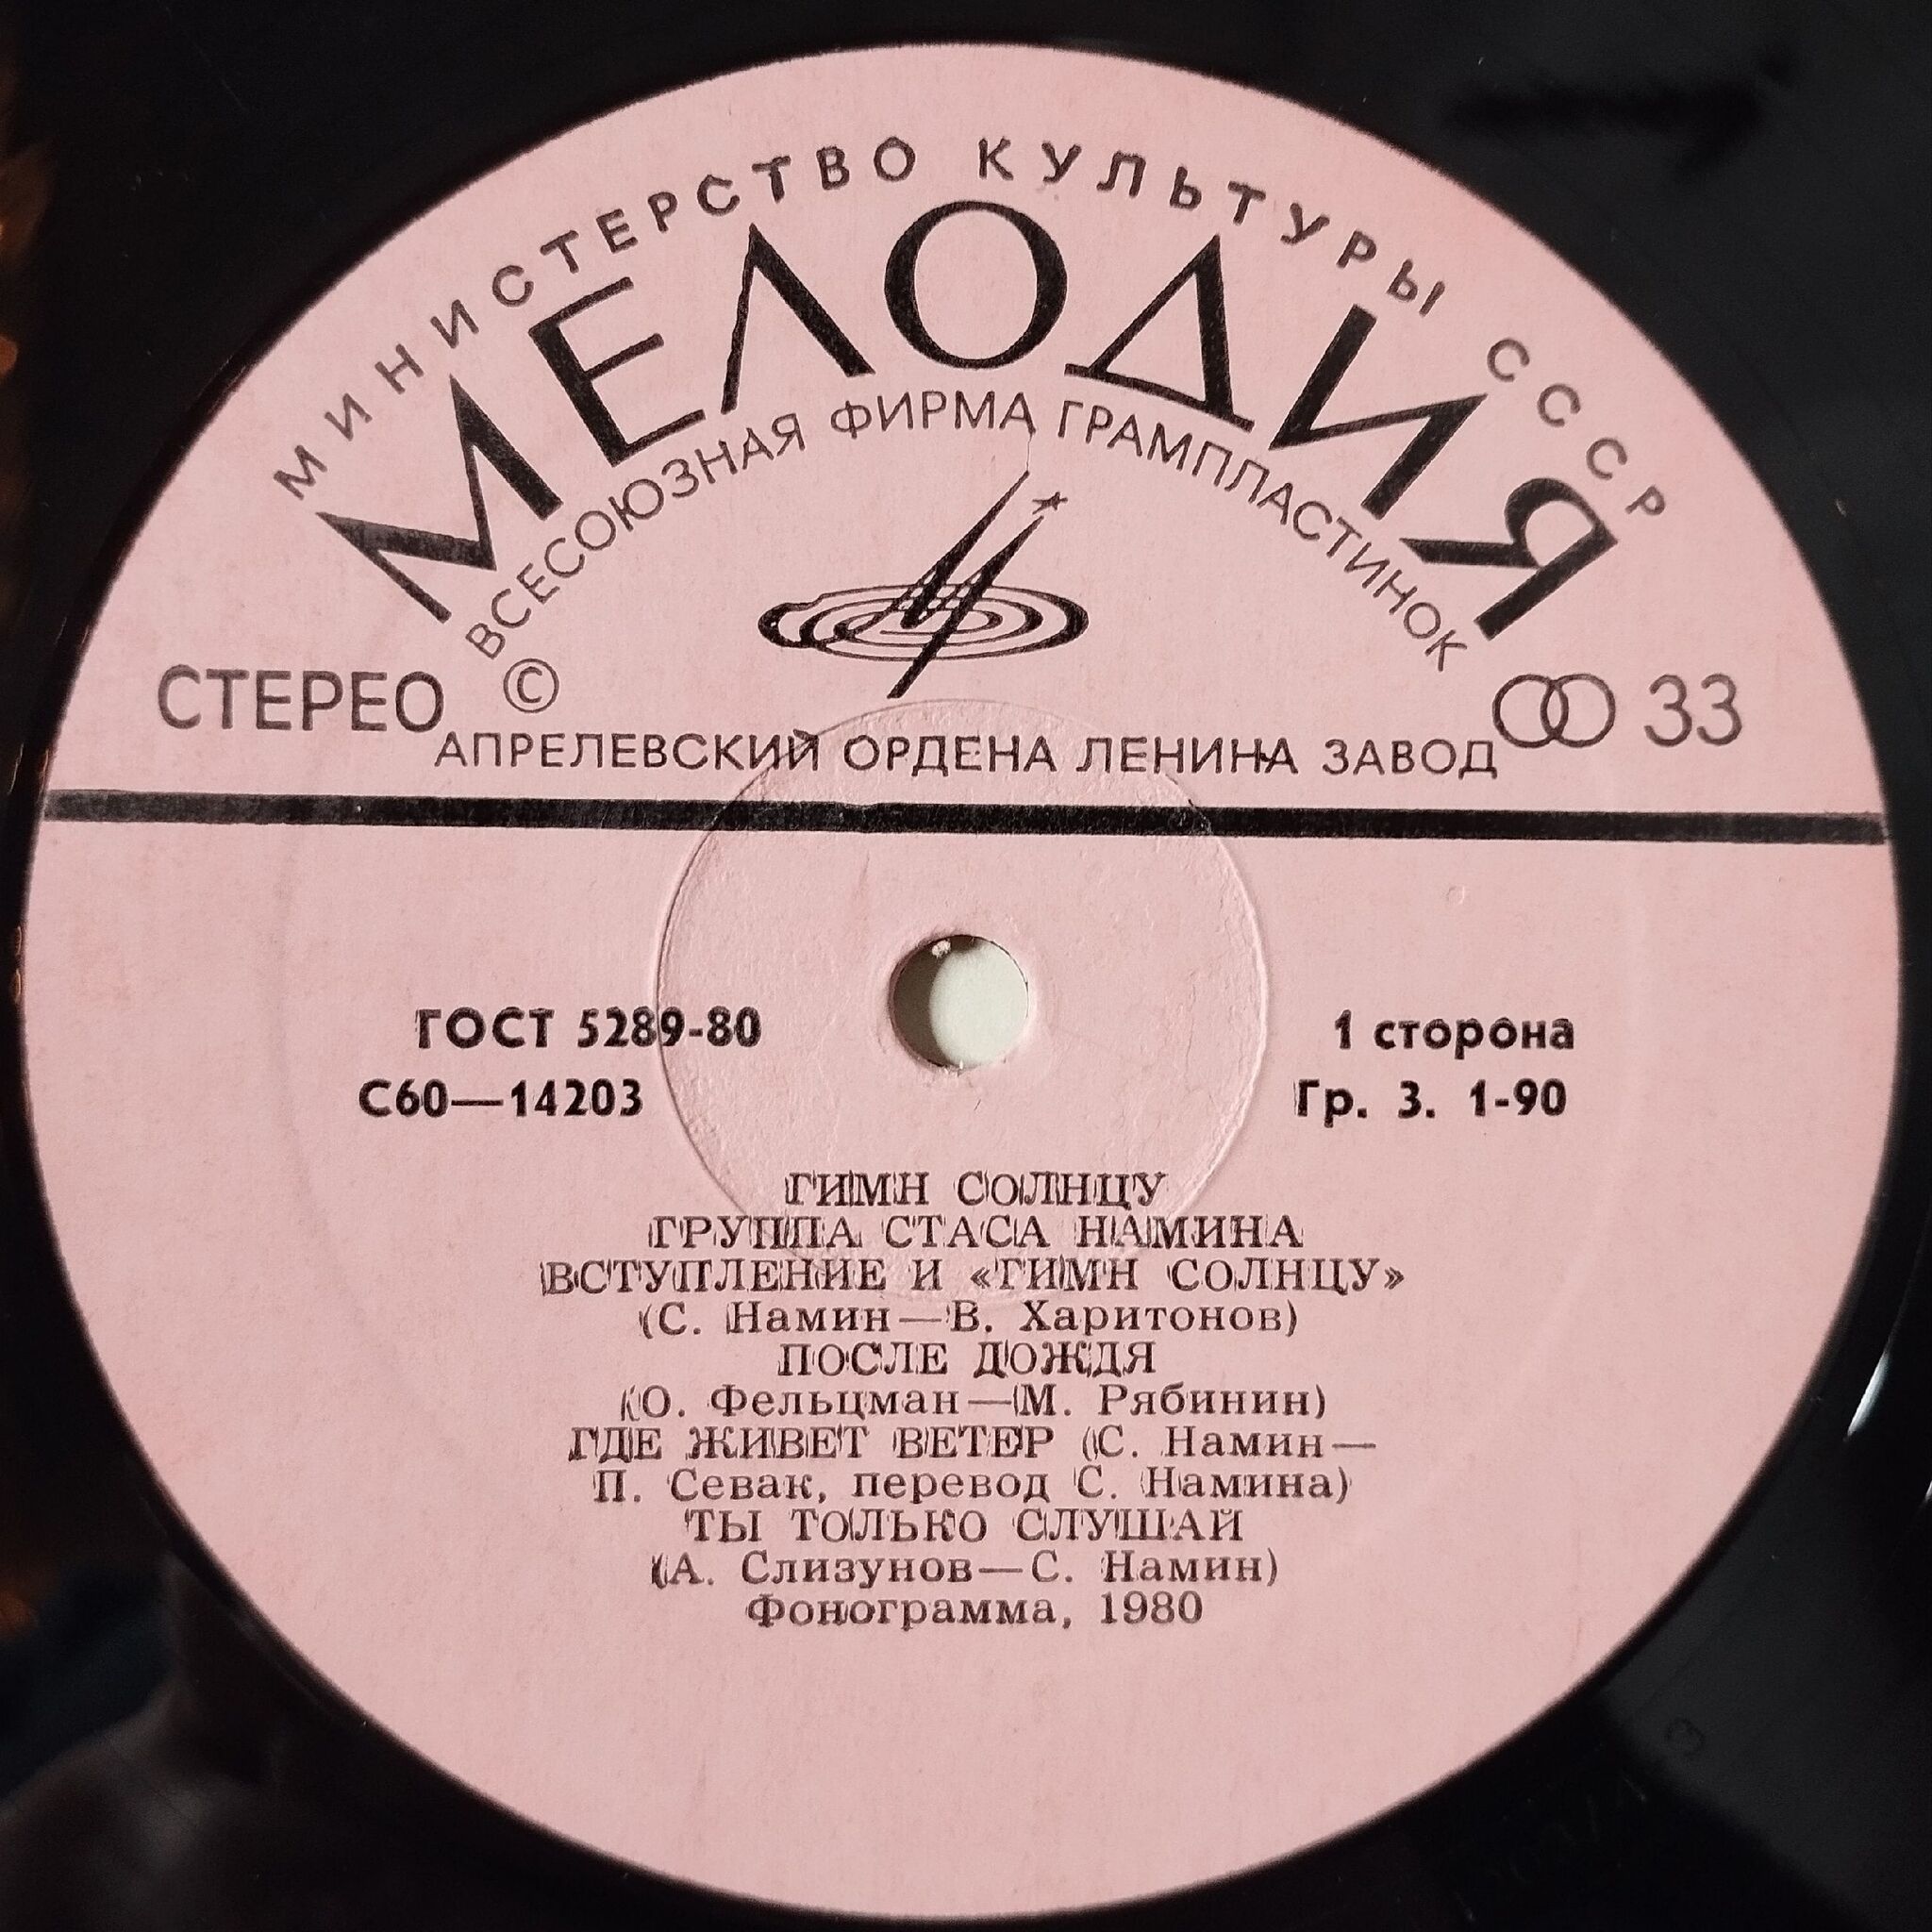 МИНИСТЕРСТВО КУЛЬТУРЫ СССР
МЕЛОДИЯ
ВСЕСОЮЗНАЯ ФИРМА ГРАМПЛАСТИНОК
СТЕРЕО © 33
АПРЕЛЕВСКИЙ ОРДЕНА ЛЕНИНА ЗАВОД
ГОСТ 5289-80 1 сторона
С60—14203 Гр. 3. 1-90
ГИМН СОЛНЦУ
ГРУППА СТАСА НАМИНА
ВСТУПЛЕНИЕ И «ГИМН СОЛНЦУ»
(С. Намин—В. Харитонов)
ПОСЛЕ ДОЖДЯ
(О. Фельцман—М. Рябинин)
ГДЕ ЖИВЕТ ВЕТЕР (С. Намин—
П. Севак, перевод С. Намина)
ТЫ ТОЛЬКО СЛУШАЙ
(А. Слизунов—С. Намин)
Фонограмма, 1980